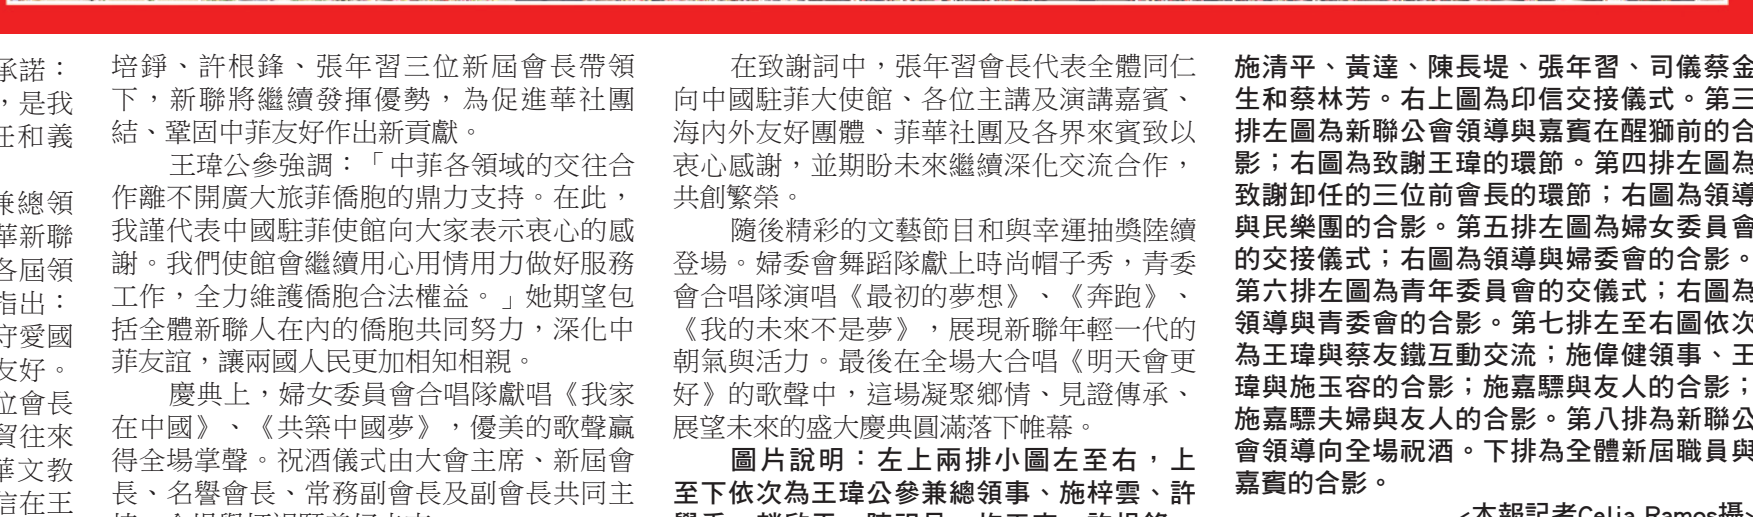 承諾：
，是我
任和義
兼總領
華新聯
各屆領
指出：
守愛國
友好。
位會長
貿往來
華文教
信在王
培錚、許根鋒、張年習三位新屆會長帶領
下，新聯將繼續發揮優勢，為促進華社團
結、鞏固中菲友好作出新貢獻。
王瑋公參強調：「中菲各領域的交往合
作離不開廣大旅菲僑胞的鼎力支持。在此，
我謹代表中國駐菲使館向大家表示衷心的感
謝。我們使館會繼續用心用情用力做好服務
工作，全力維護僑胞合法權益。」她期望包
括全體新聯人在內的僑胞共同努力，深化中
菲友誼，讓兩國人民更加相知相親。
慶典上，婦女委員會合唱隊獻唱《我家
在中國》、《共築中國夢》，優美的歌聲贏
得全場掌聲。祝酒儀式由大會主席、新屆會
長、名譽會長、常務副會長及副會長共同主
在致謝詞中，張年習會長代表全體同仁
向中國駐菲大使館、各位主講及演講嘉賓、
海內外友好團體、菲華社團及各界來賓致以
衷心感謝，並期盼未來繼續深化交流合作，
共創繁榮。
隨後精彩的文藝節目和與幸運抽獎陸續
登場。婦委會舞蹈隊獻上時尚帽子秀，青委
會合唱隊演唱《最初的夢想》、《奔跑》、
《我的未來不是夢》，展現新聯年輕一代的
朝氣與活力。最後在全場大合唱《明天會更
好》的歌聲中，這場凝聚鄉情、見證傳承、
展望未來的盛大慶典圓滿落下帷幕。
圖片說明：左上兩排小圖左至右，上
至下依次為王瑋公參兼總領事、施梓雲、許
施清平、黃達、陳長堤、張年習、司儀蔡金
生和蔡林芳。右上圖為印信交接儀式。第三
排左圖為新聯公會領導與嘉賓在醒獅前的合
影；右圖為致謝王瑋的環節。第四排左圖為
致謝卸任的三位前會長的環節；右圖為領導
與民樂團的合影。第五排左圖為婦女委員會
的交接儀式；右圖為領導與婦委會的合影。
第六排左圖為青年委員會的交儀式；右圖為
領導與青委會的合影。第七排左至右圖依次
為王瑋與蔡友鐵互動交流；施偉健領事、王
瑋與施玉容的合影；施嘉驃與友人的合影；
施嘉驃夫婦與友人的合影。第八排為新聯公
會領導向全場祝酒。下排為全體新屆職員與
嘉賓的合影。
<本報記者Celia Ramos攝>